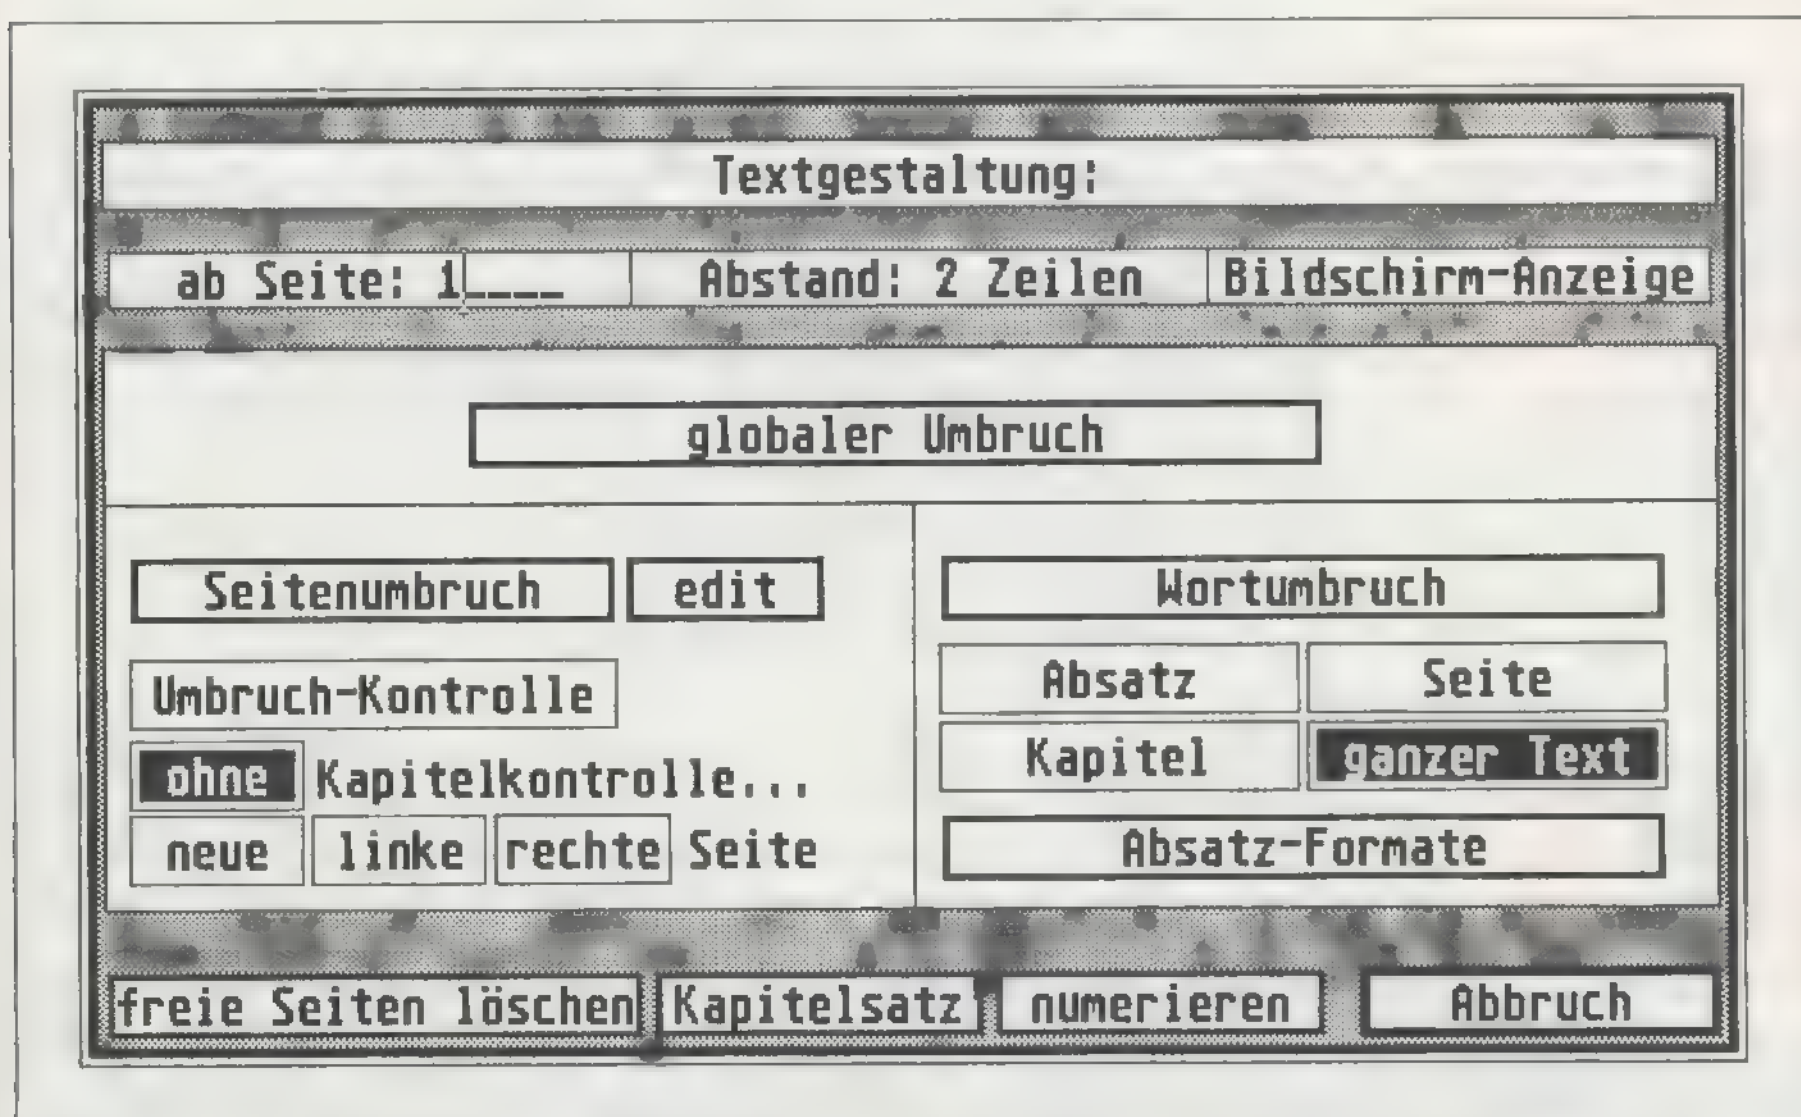 Textgestaltung:
ab Seite: 1____ Abstand: 2 Zeilen Bildschirm-Anzeige
globaler Umbruch
Seitenumbruch edit
Umbruch-Kontrolle
ohne Kapitelkontrolle...
neue linke rechte Seite
Wortumbruch
Absatz Seite
Kapitel ganzer Text
Absatz-Formate
freie Seiten löschen Kapitelsatz numerieren Abbruch